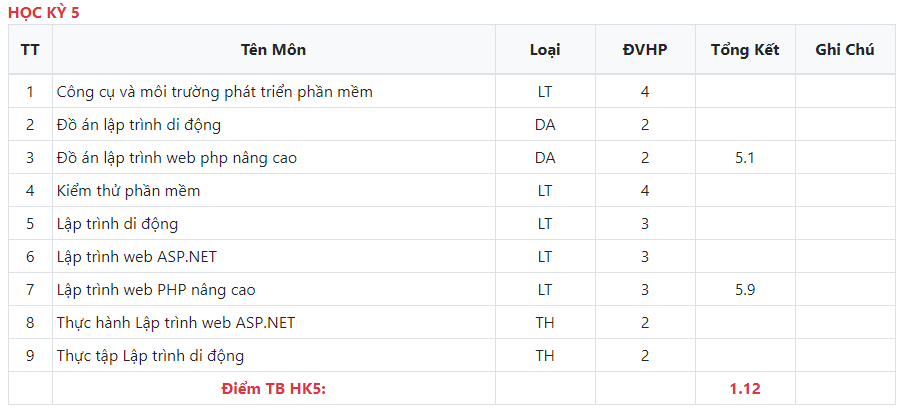 HỌC KỲ 5
TT Tên Môn Loại ĐVHP Tổng Kết Ghi Chú
1 Công cụ và môi trường phát triển phần mềm LT 4
2 Đồ án lập trình di động DA 2
3 Đồ án lập trình web php nâng cao DA 2 5.1
4 Kiểm thử phần mềm LT 4
5 Lập trình di động LT 3
6 Lập trình web ASP.NET LT 3
7 Lập trình web PHP nâng cao LT 3 5.9
8 Thực hành Lập trình web ASP.NET TH 2
9 Thực tập Lập trình di động TH 2
Điểm TB HK5: 1.12